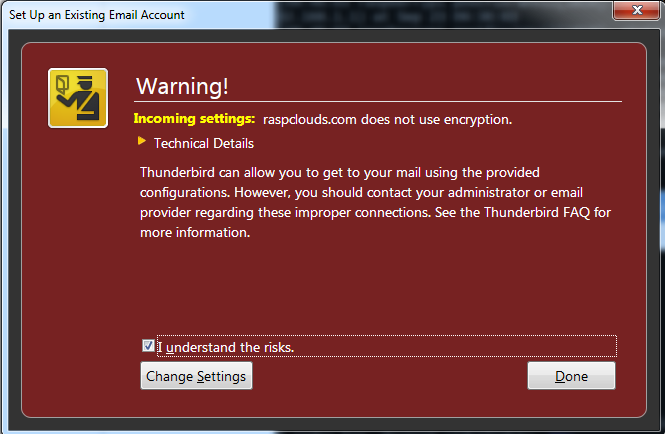 Set Up an Existing Email Account
Warning!
Incoming settings: raspclouds.com does not use encryption.
Technical Details
Thunderbird can allow you to get to your mail using the provided
configurations. However, you should contact your administrator or email
provider regarding these improper connections. See the Thunderbird FAQ for
more information.
I understand the risks.
Change Settings
Done